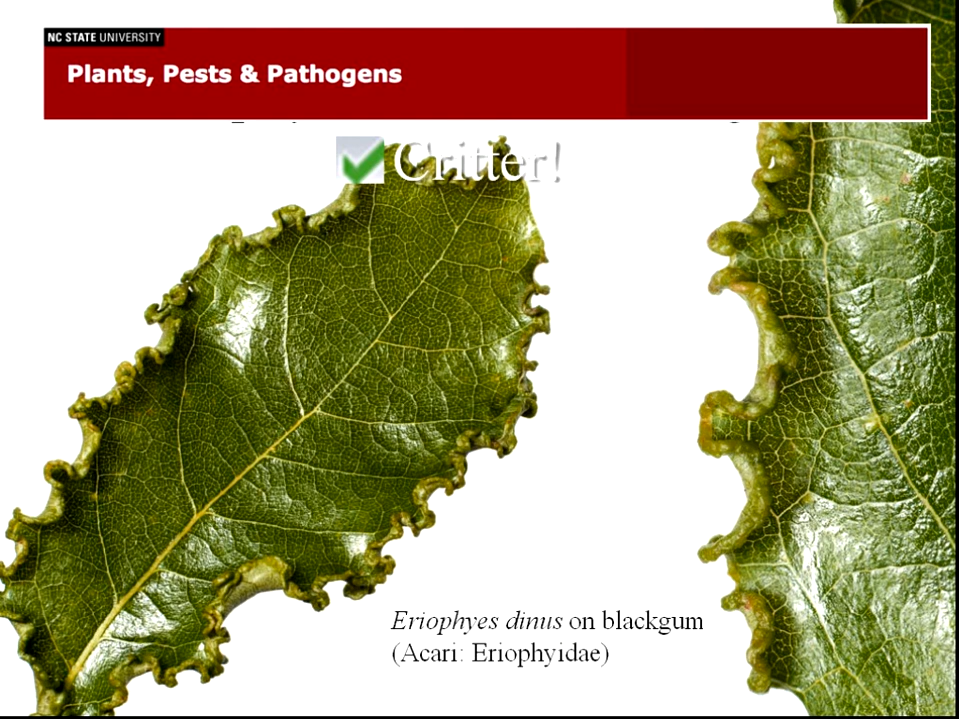 NC STATE UNIVERSITY
Plants, Pests & Pathogens
Critter!
Eriophyes dinus on blackgum
(Acari: Eriophyidae)